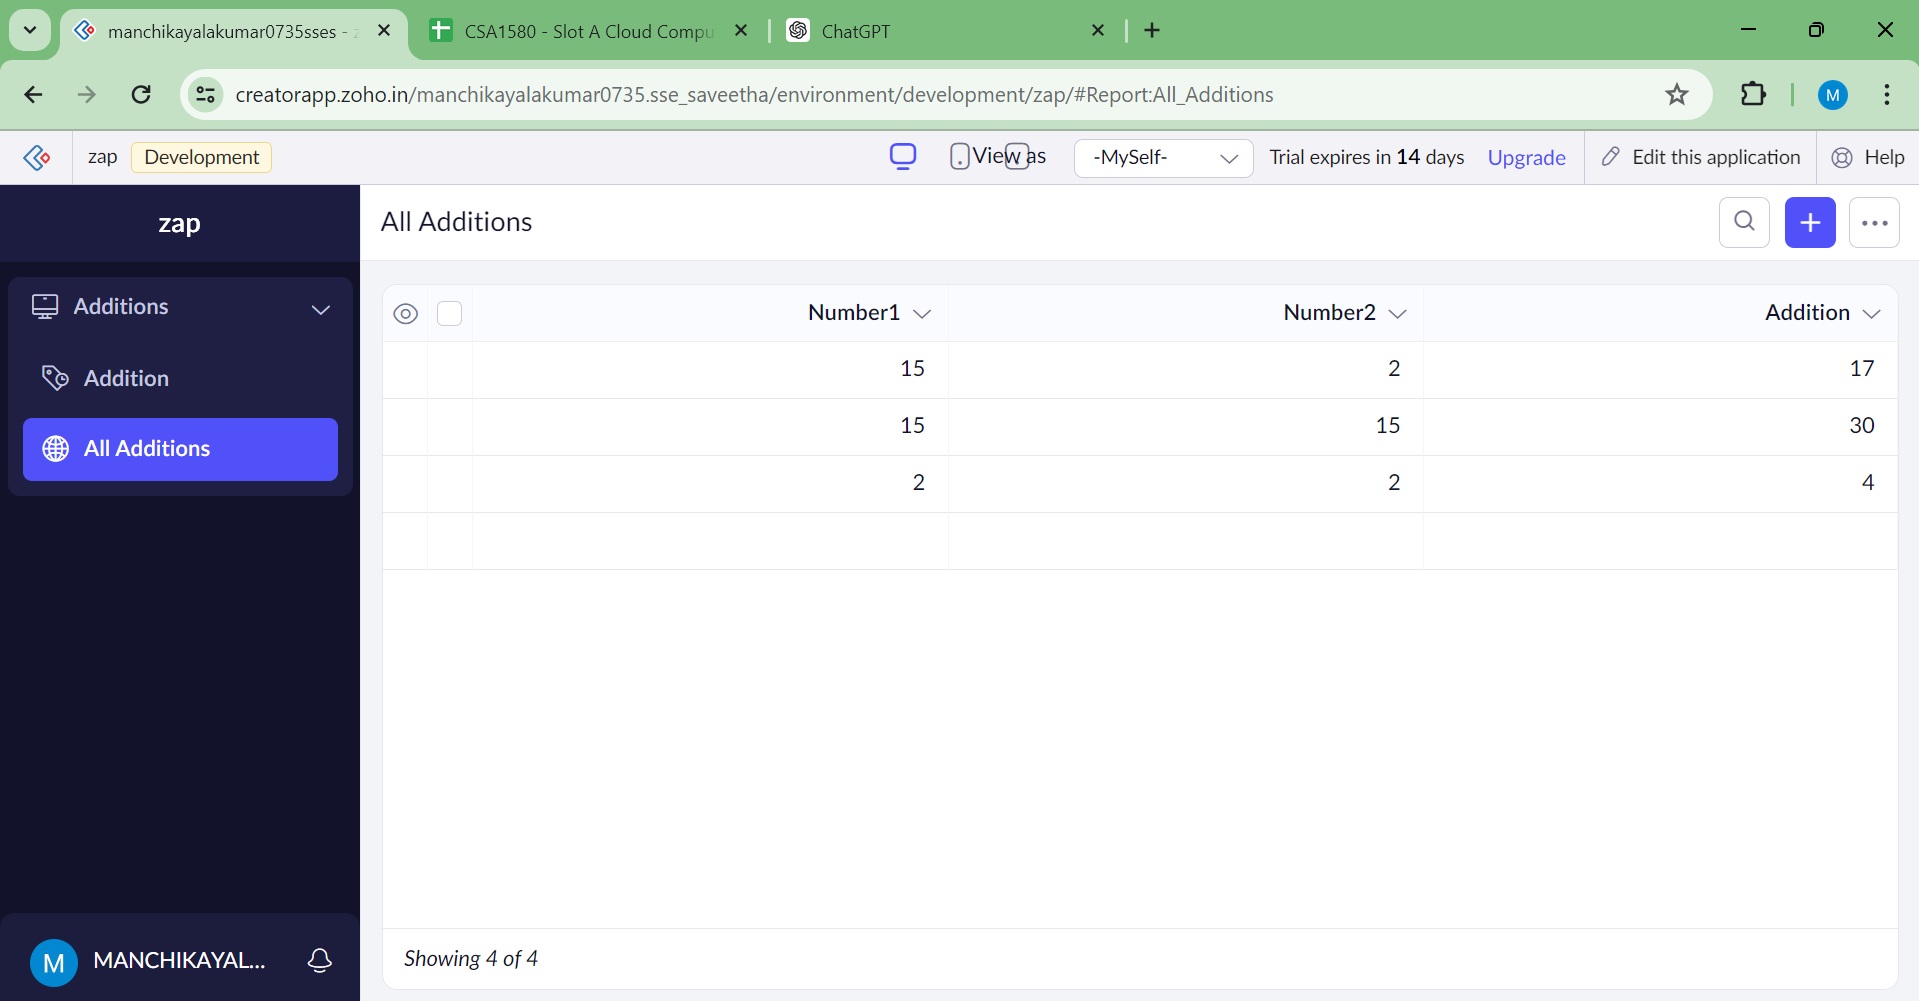 manchikayalakumar0735sses - z
CSA1580 - Slot A Cloud Compu
ChatGPT
creatorapp.zoho.in/manchikayalakumar0735.sse_saveetha/environment/development/zap/#Report:All_Additions
M
zap
Development
View as
-MySelf-
Trial expires in 14 days
Upgrade
Edit this application
Help
zap
All Additions
Additions
Addition
All Additions
Number1 Number2 Addition
15 2 17
15 15 30
2 2 4
Showing 4 of 4
M MANCHIKAYAL...